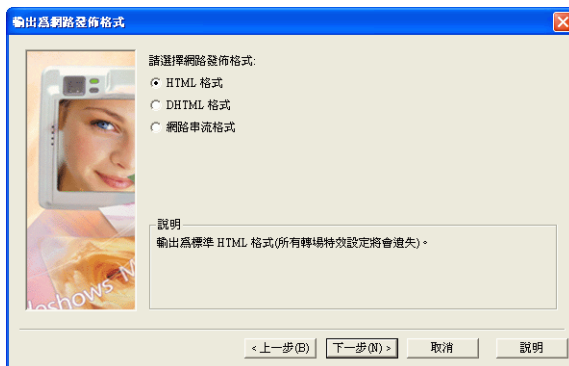 輸出為網路發佈格式
請選擇網路發佈格式:
HTML 格式
DHTML 格式
網路串流格式
說明
輸出為標準 HTML 格式(所有轉場特效設定將會遺失)。
<上一步(B)
下一步(N)>
取消
說明